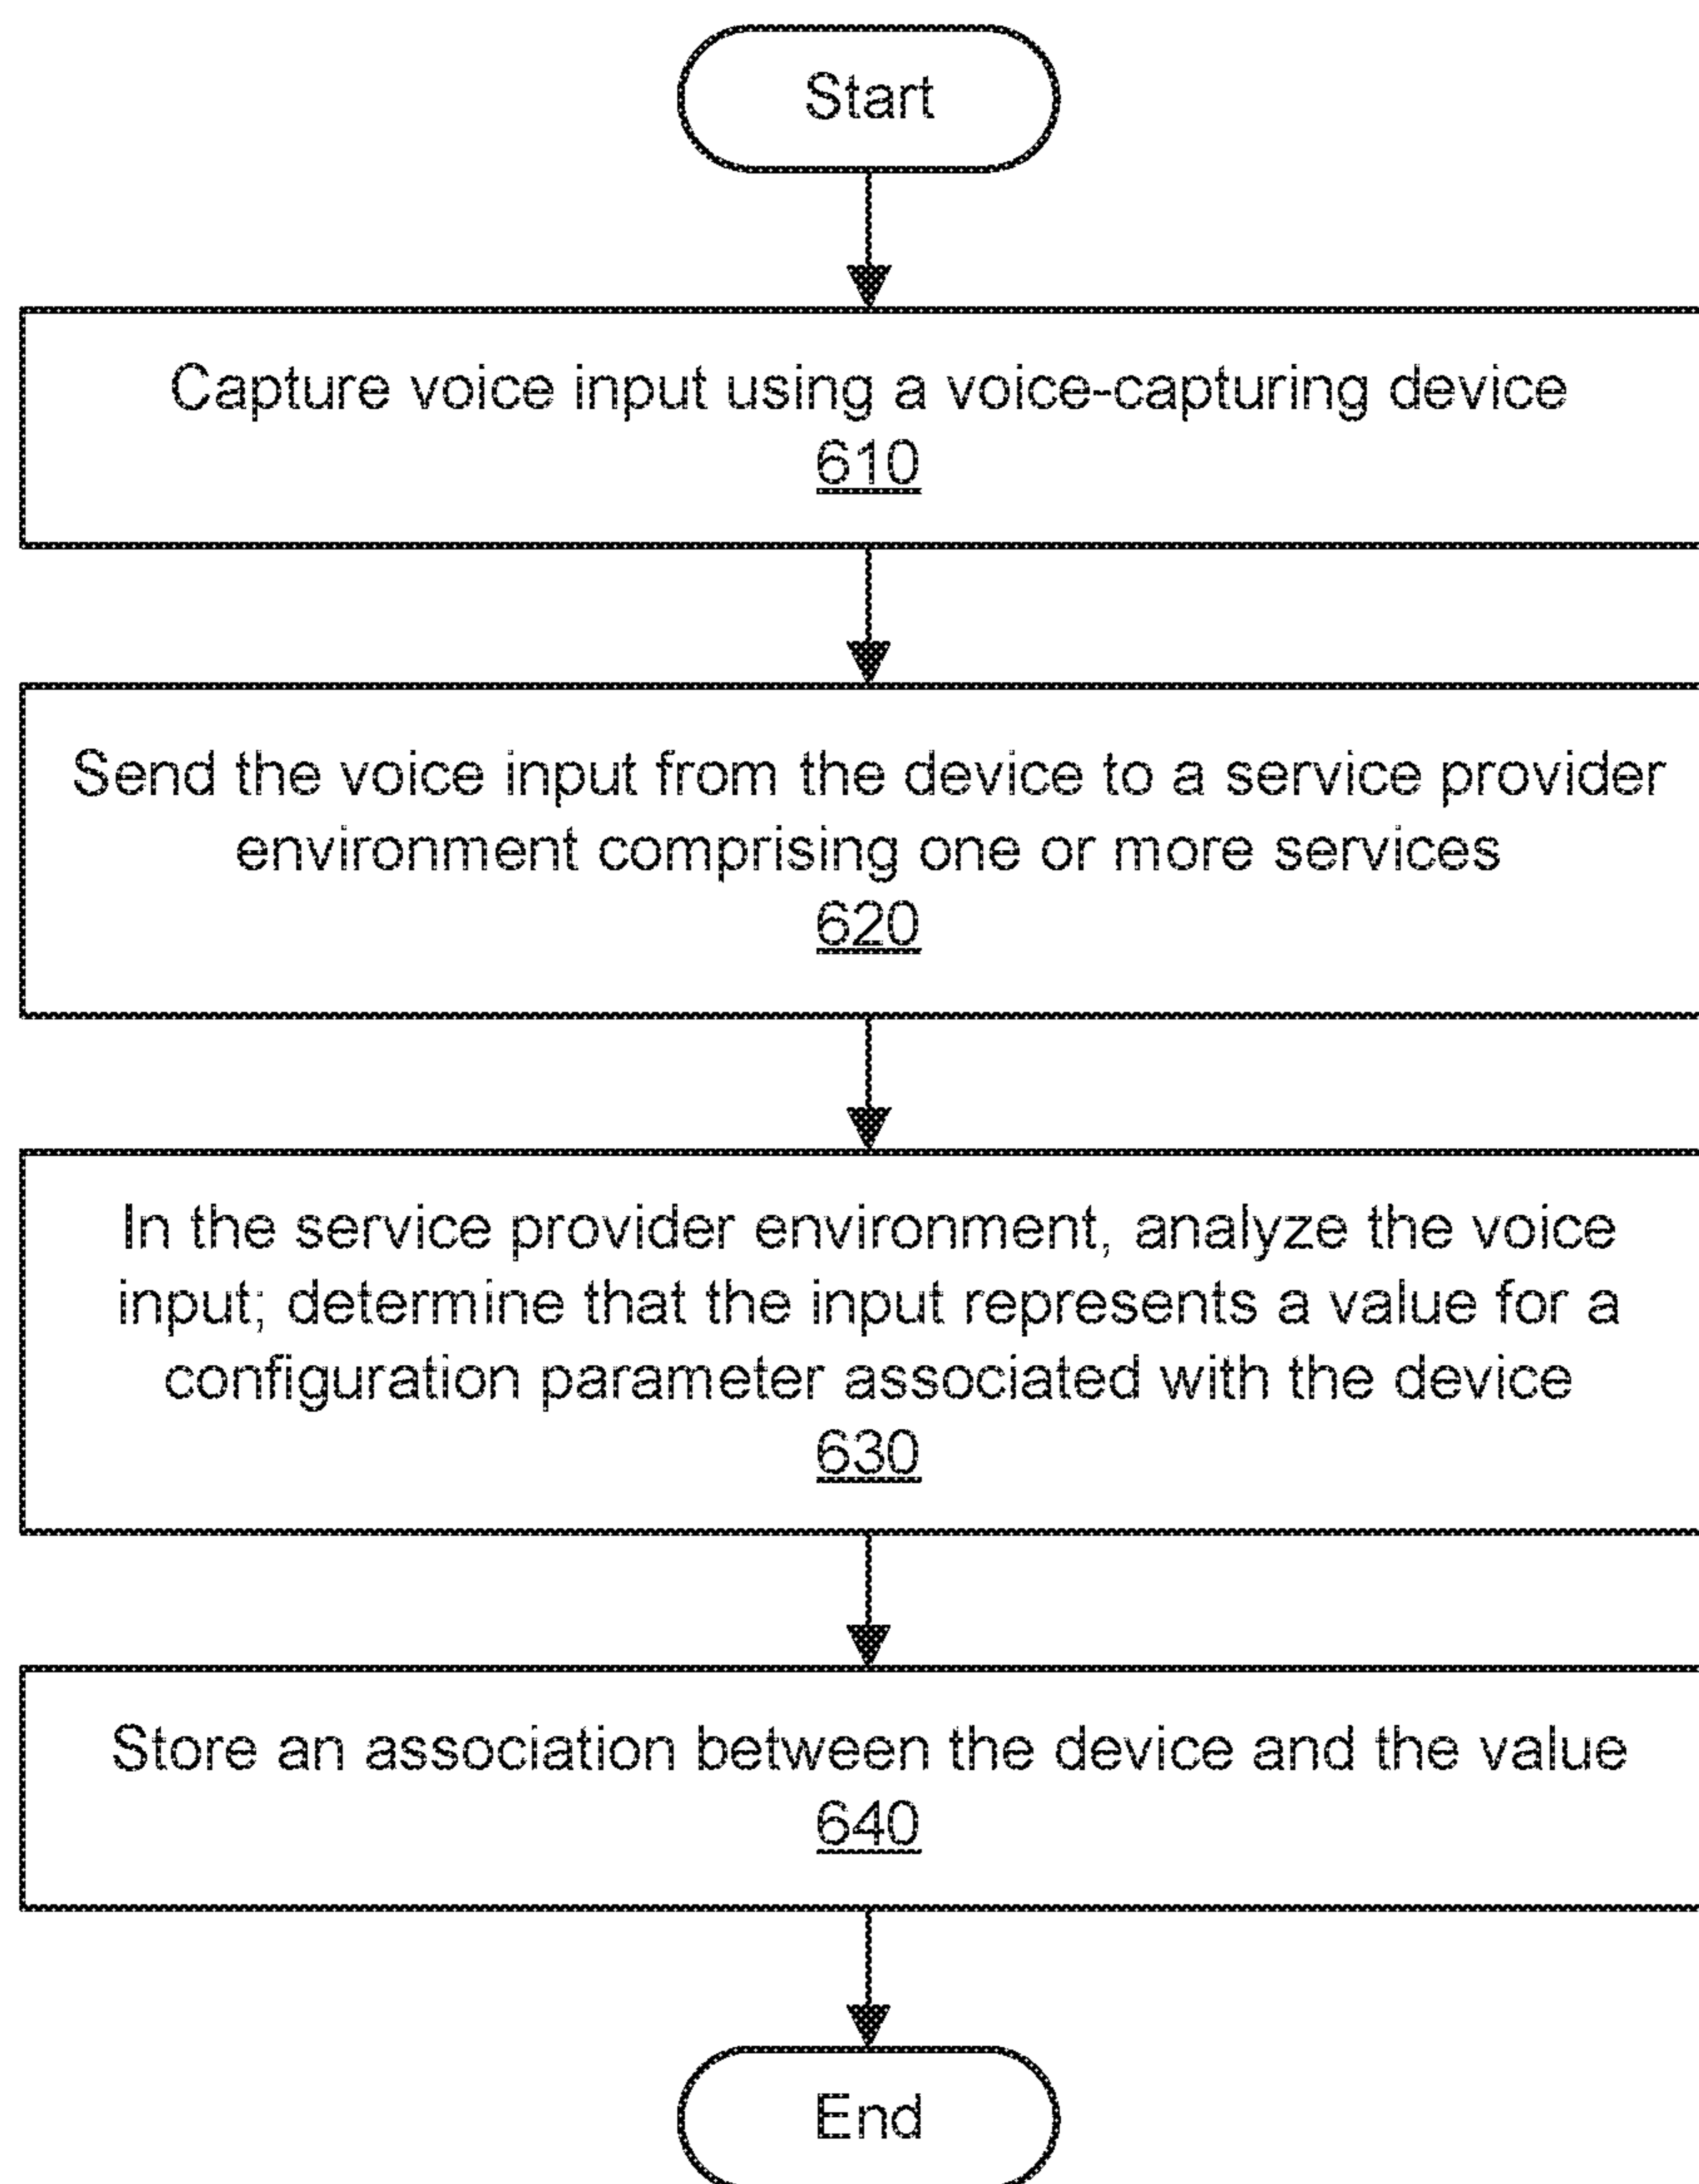 Start
Capture voice input using a voice-capturing device
610
Send the voice input from the device to a service provider
environment comprising one or more services
620
In the service provider environment, analyze the voice
input; determine that the input represents a value for a
configuration parameter associated with the device
630
Store an association between the device and the value
640
End